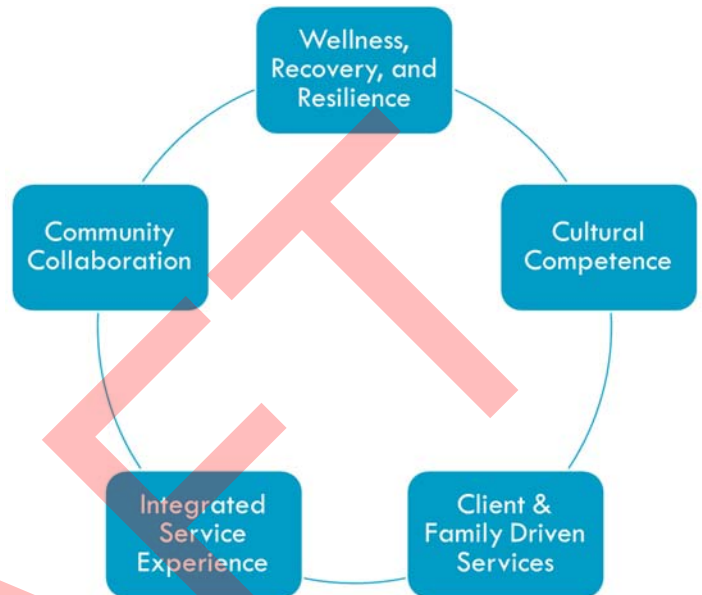 Wellness,
Recovery, and
Resilience
Community
Collaboration
Cultural
Competence
Integrated
Service
Experience
Client &
Family Driven
Services